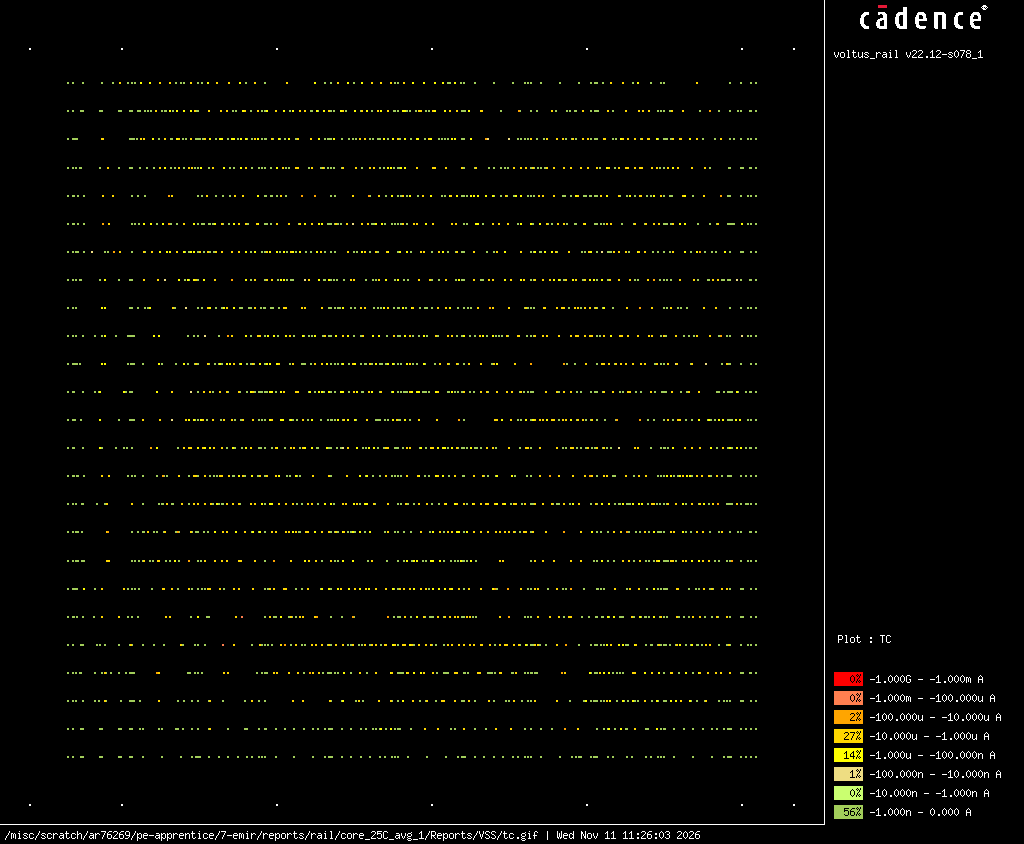 cādence®
voltus_rail v22.12-s078_1
Plot : TC
0% -1.000G - -1.000m A
0% -1.000m - -100.000u A
2% -100.000u - -10.000u A
27% -10.000u - -1.000u A
14% -1.000u - -100.000n A
1% -100.000n - -10.000n A
0% -10.000n - -1.000n A
56% -1.000n - 0.000 A
/misc/scratch/ar76269/pe-apprentice/7-emir/reports/rail/core_25C_avg_1/Reports/VSS/tc.gif | Wed Nov 11 11:26:03 2026